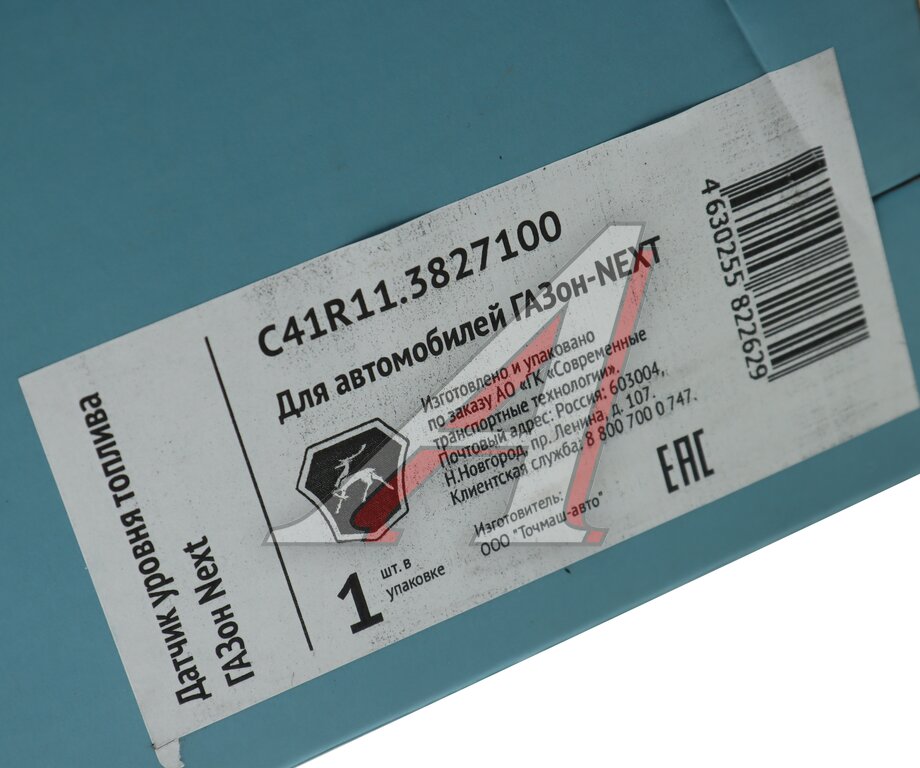 Датчик уровня топлива
ГАЗон Next
C41R11.3827100
Для автомобилей ГАЗон-NEXT
Изготовлено и упаковано
по заказу АО «ГК «Современные
транспортные технологии».
Почтовый адрес: Россия: 603004,
Н.Новгород, пр. Ленина, д. 107.
Клиентская служба: 8 800 700 0 747.
Изготовитель:
ООО "Точмаш-авто"
1 шт. в
упаковке
EAC
4 630255 822629